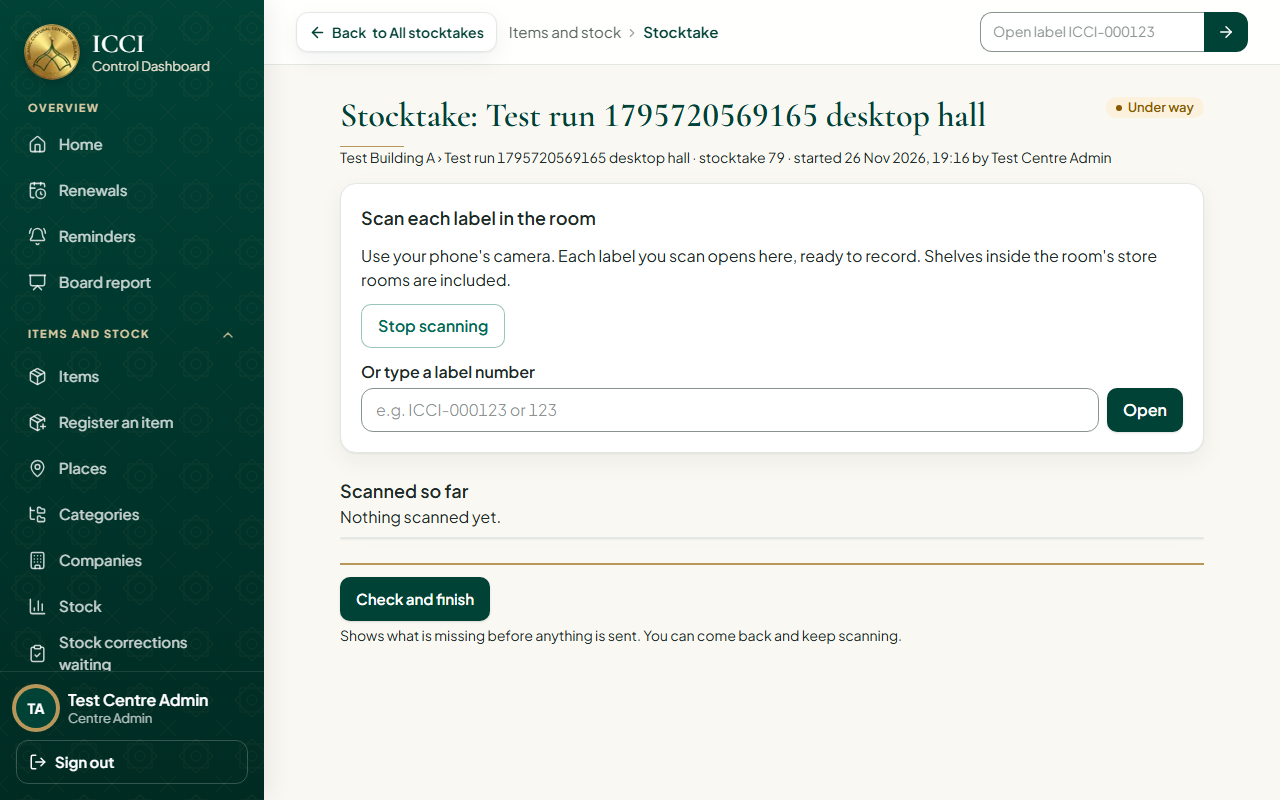 ICCI
Control Dashboard
OVERVIEW
Home
Renewals
Reminders
Board report
ITEMS AND STOCK
Items
Register an item
Places
Categories
Companies
Stock
Stock corrections
waiting
TA
Test Centre Admin
Centre Admin
Sign out
Back to All stocktakes
Items and stock › Stocktake
Open label ICCI-000123
Stocktake: Test run 1795720569165 desktop hall
Under way
Test Building A › Test run 1795720569165 desktop hall · stocktake 79 · started 26 Nov 2026, 19:16 by Test Centre Admin
Scan each label in the room
Use your phone's camera. Each label you scan opens here, ready to record. Shelves inside the room's store
rooms are included.
Stop scanning
Or type a label number
e.g. ICCI-000123 or 123
Open
Scanned so far
Nothing scanned yet.
Check and finish
Shows what is missing before anything is sent. You can come back and keep scanning.